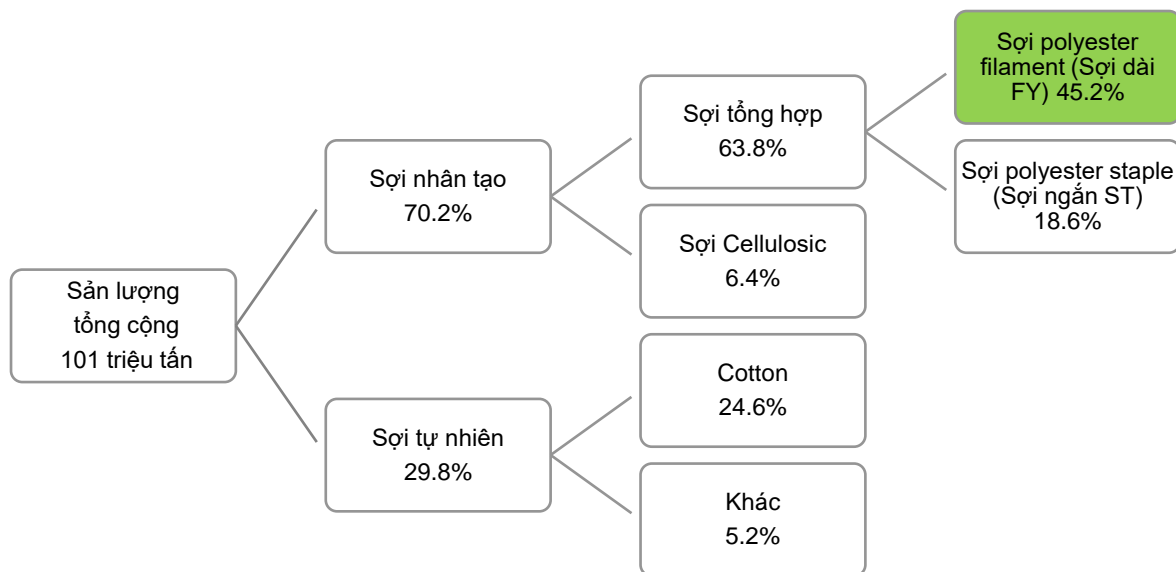 Sản lượng
tổng cộng
101 triệu tấn
Sợi nhân tạo
70.2%
Sợi tự nhiên
29.8%
Sợi tổng hợp
63.8%
Sợi Cellulosic
6.4%
Cotton
24.6%
Khác
5.2%
Sợi polyester
filament (Sợi dài
FY) 45.2%
Sợi polyester staple
(Sợi ngắn ST)
18.6%